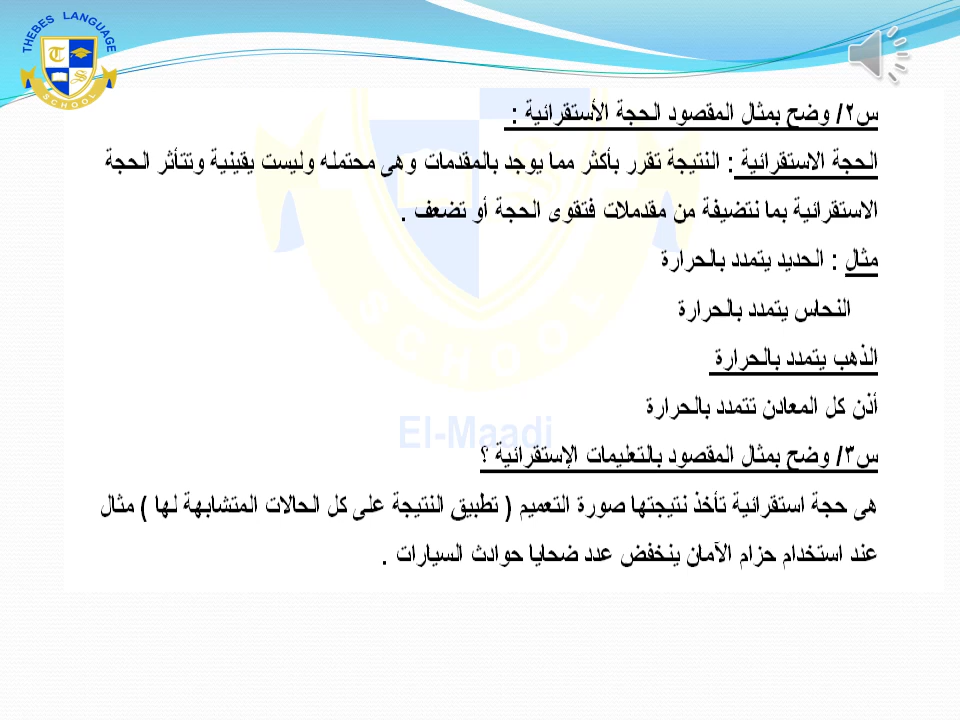 THEBES LANGUAGE
SCHOOL
س٢/ وضح بمثال المقصود الحجة الأستقرائية :
الحجة الاستقرائية : النتيجة تقرر بأكثر مما يوجد بالمقدمات وهى محتمله وليست يقينية وتتأثر الحجة
الاستقرائية بما نتضيفة من مقدملات فتقوى الحجة أو تضعف .
مثال : الحديد يتمدد بالحرارة
النحاس يتمدد بالحرارة
الذهب يتمدد بالحرارة
أذن كل المعادن تتمدد بالحرارة
س٣/ وضح بمثال المقصود بالتعليمات الإستقرائية ؟
هى حجة استقرائية تأخذ نتيجتها صورة التعميم ( تطبيق النتيجة على كل الحالات المتشابهة لها ) مثال
عند استخدام حزام الآمان ينخفض عدد ضحايا حوادث السيارات .
SCHOOL
El-Maadi